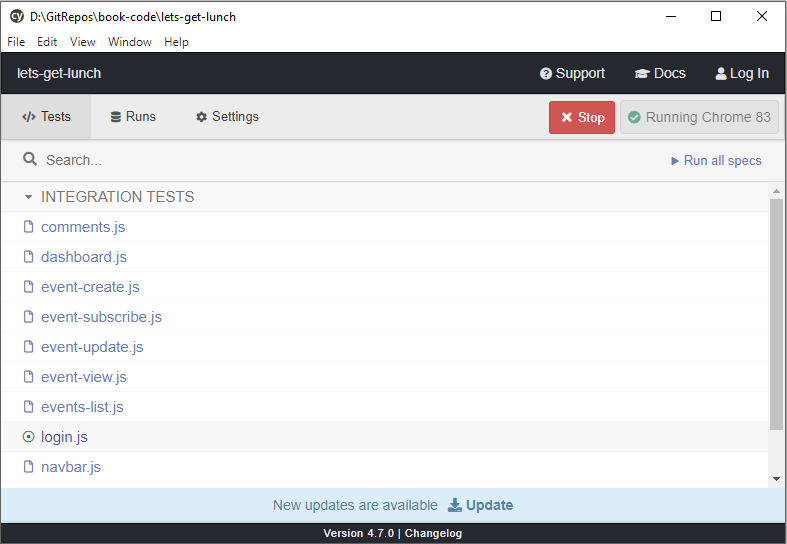 cy D:\GitRepos\book-code\lets-get-lunch
File Edit View Window Help
lets-get-lunch Support Docs Log In
</> Tests Runs Settings Stop Running Chrome 83
Search... Run all specs
INTEGRATION TESTS
comments.js
dashboard.js
event-create.js
event-subscribe.js
event-update.js
event-view.js
events-list.js
login.js
navbar.js
New updates are available Update
Version 4.7.0 | Changelog